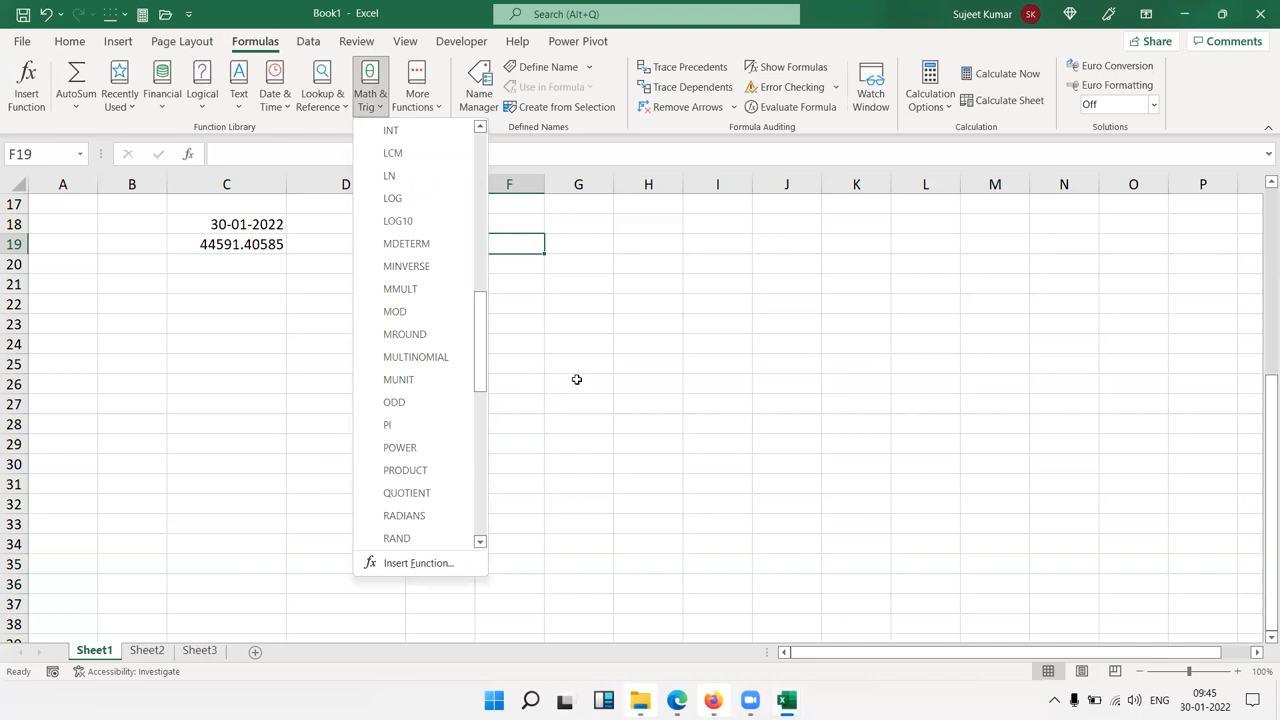 Book1 - Excel
Search (Alt+Q)
Sujeet Kumar
SK
File Home Insert Page Layout Formulas Data Review View Developer Help Power Pivot
Share
Comments
Insert Function
AutoSum
Recently Used
Financial
Logical
Text
Date & Time
Lookup & Reference
Math & Trig
More Functions
Function Library
Name Manager
Define Name
Use in Formula
Create from Selection
Defined Names
Trace Precedents
Trace Dependents
Remove Arrows
Show Formulas
Error Checking
Evaluate Formula
Formula Auditing
Watch Window
Calculation Options
Calculate Now
Calculate Sheet
Calculation
Euro Conversion
Euro Formatting
Off
Solutions
F19
fx
A B C D F G H I J K L M N O P
17
18 30-01-2022
19 44591.40585
20
21
22
23
24
25
26
27
28
29
30
31
32
33
34
35
36
37
38
INT
LCM
LN
LOG
LOG10
MDETERM
MINVERSE
MMULT
MOD
MROUND
MULTINOMIAL
MUNIT
ODD
PI
POWER
PRODUCT
QUOTIENT
RADIANS
RAND
fx Insert Function...
Sheet1 Sheet2 Sheet3
Ready
Accessibility: Investigate
100%
ENG
09:45
30-01-2022